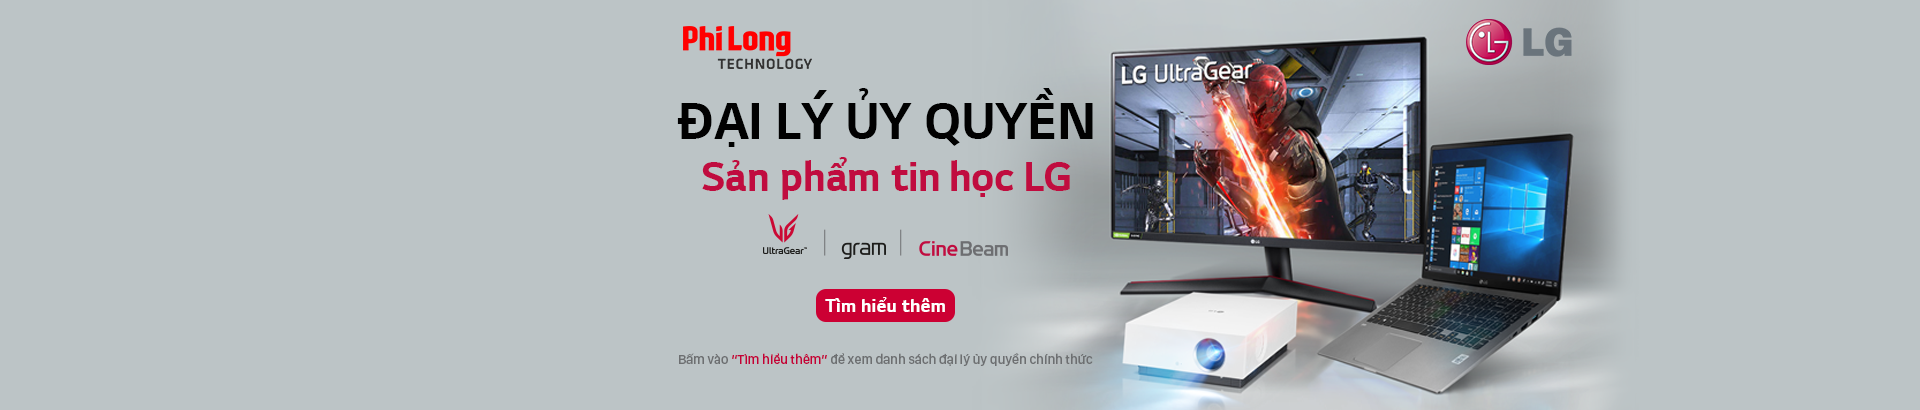 Phi Long
TECHNOLOGY
LG
LG UltraGear
ĐẠI LÝ ỦY QUYỀN
Sản phẩm tin học LG
UltraGear™
gram
CineBeam
Tìm hiểu thêm
Bấm vào "Tìm hiểu thêm" để xem danh sách đại lý ủy quyền chính thức